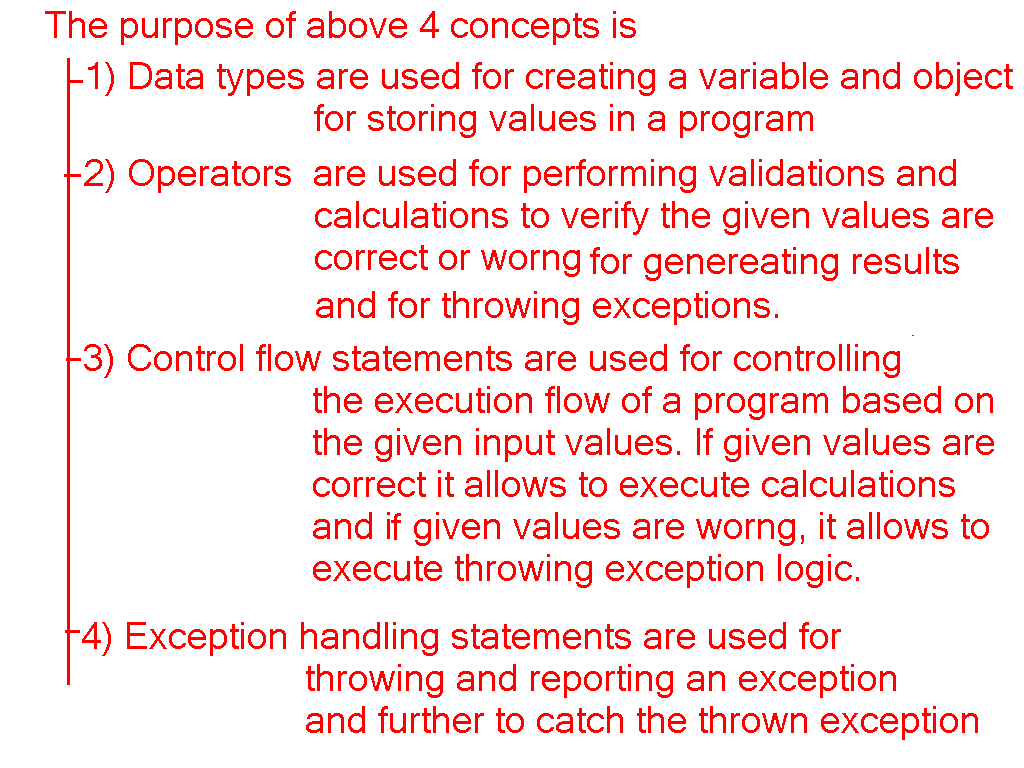 The purpose of above 4 concepts is
1) Data types are used for creating a variable and object
for storing values in a program
2) Operators are used for performing validations and
calculations to verify the given values are
correct or worng for genereating results
and for throwing exceptions.
3) Control flow statements are used for controlling
the execution flow of a program based on
the given input values. If given values are
correct it allows to execute calculations
and if given values are worng, it allows to
execute throwing exception logic.
4) Exception handling statements are used for
throwing and reporting an exception
and further to catch the thrown exception